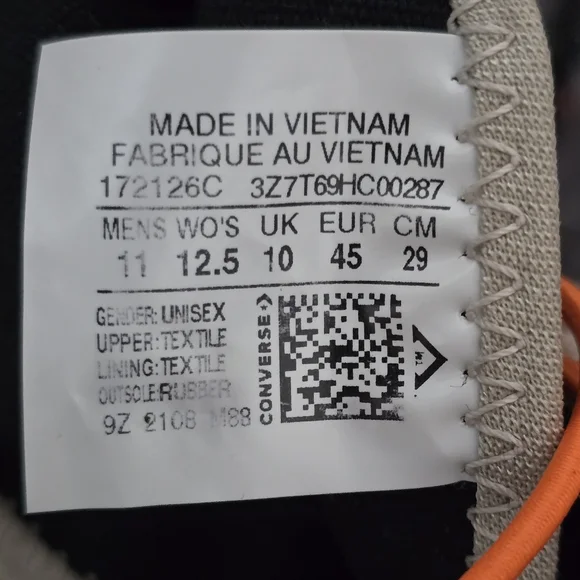 MADE IN VIETNAM
FABRIQUE AU VIETNAM
172126C 3Z7T69HC00287
MENS WO'S UK EUR CM
11 12.5 10 45 29
GENDER: UNISEX
UPPER: TEXTILE
LINING: TEXTILE
OUTSOLE: RUBBER
9Z 2108 M88
CONVERSE
TM